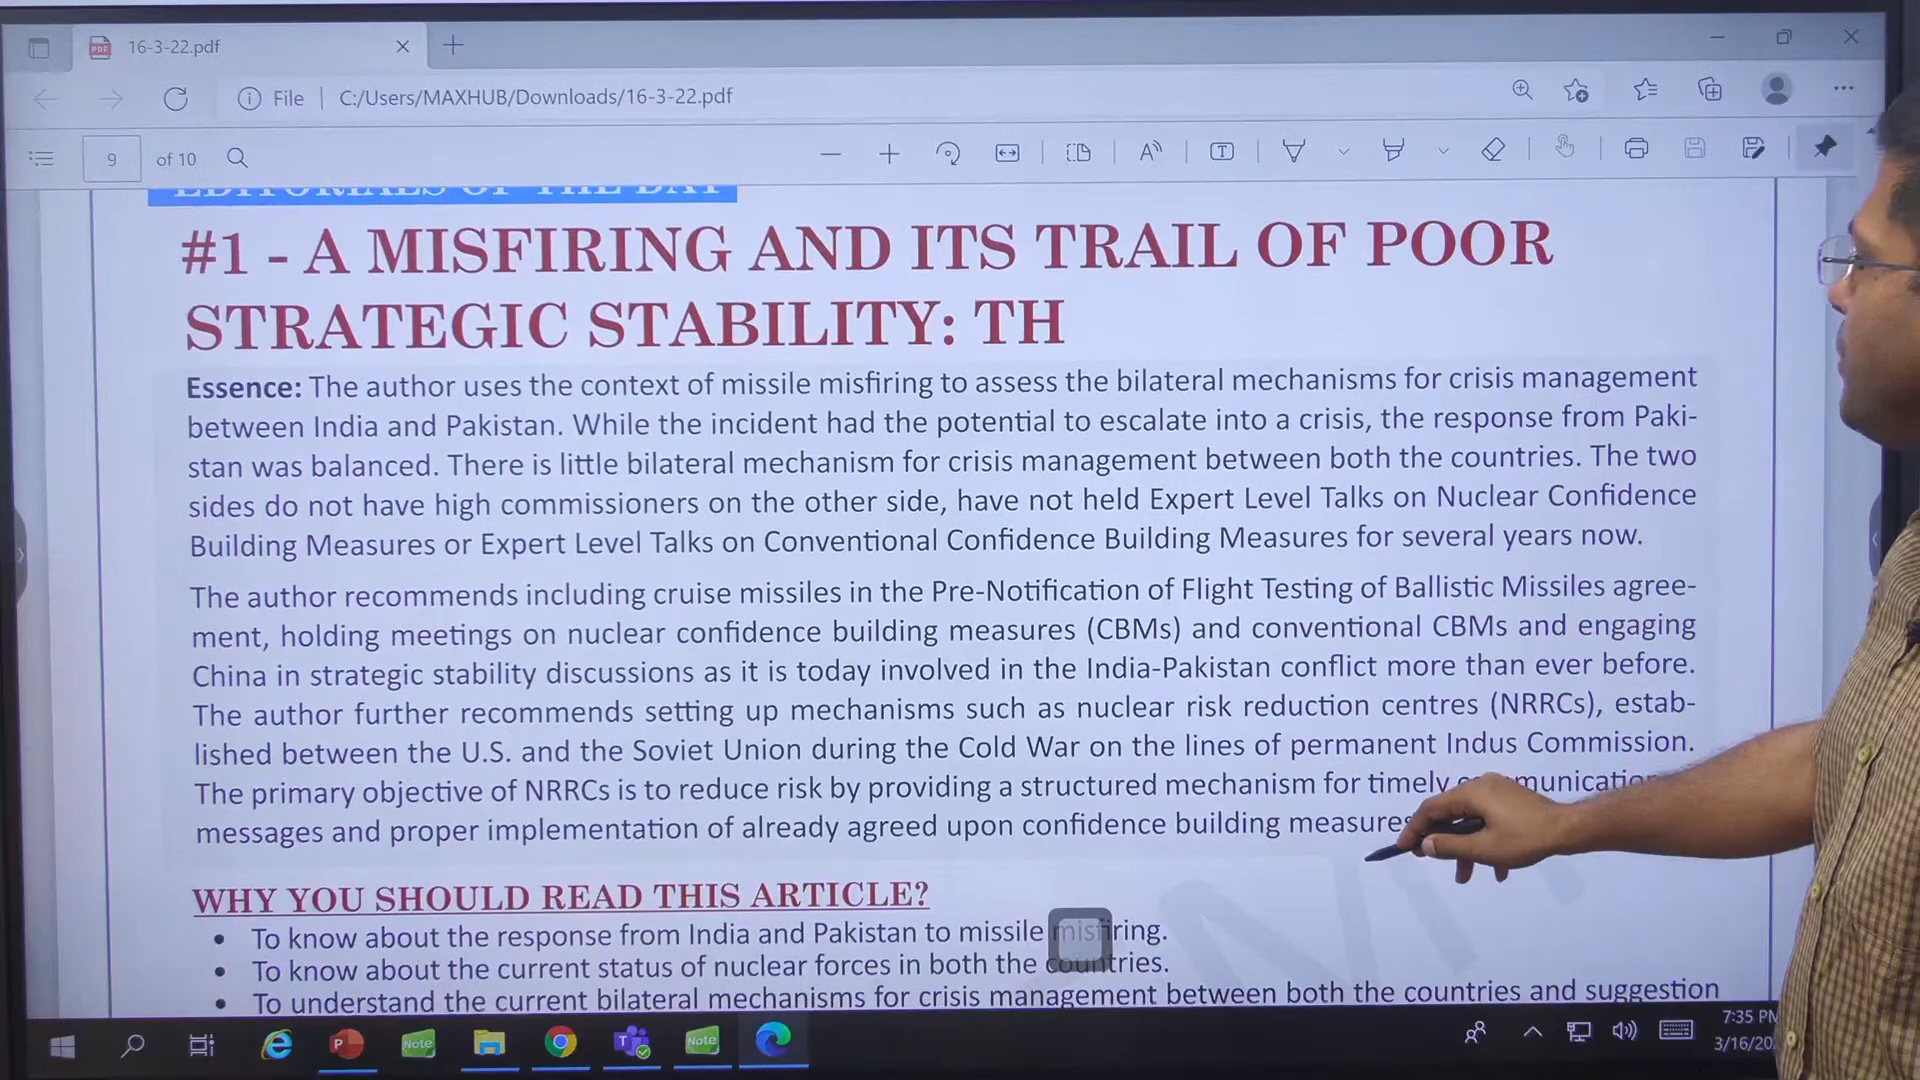 16-3-22.pdf
File
C:/Users/MAXHUB/Downloads/16-3-22.pdf
9 of 10
EDITORIALS OF THE DAY
#1 - A MISFIRING AND ITS TRAIL OF POOR
STRATEGIC STABILITY: TH
Essence: The author uses the context of missile misfiring to assess the bilateral mechanisms for crisis management
between India and Pakistan. While the incident had the potential to escalate into a crisis, the response from Paki-
stan was balanced. There is little bilateral mechanism for crisis management between both the countries. The two
sides do not have high commissioners on the other side, have not held Expert Level Talks on Nuclear Confidence
Building Measures or Expert Level Talks on Conventional Confidence Building Measures for several years now.
The author recommends including cruise missiles in the Pre-Notification of Flight Testing of Ballistic Missiles agree-
ment, holding meetings on nuclear confidence building measures (CBMs) and conventional CBMs and engaging
China in strategic stability discussions as it is today involved in the India-Pakistan conflict more than ever before.
The author further recommends setting up mechanisms such as nuclear risk reduction centres (NRRCs), estab-
lished between the U.S. and the Soviet Union during the Cold War on the lines of permanent Indus Commission.
The primary objective of NRRCs is to reduce risk by providing a structured mechanism for timely
messages and proper implementation of already agreed upon confidence building measures
WHY YOU SHOULD READ THIS ARTICLE?
• To know about the response from India and Pakistan to missile misfiring.
• To know about the current status of nuclear forces in both the countries.
• To understand the current bilateral mechanisms for crisis management between both the countries and suggestion
Note
Note
7:35 PM
3/16/20